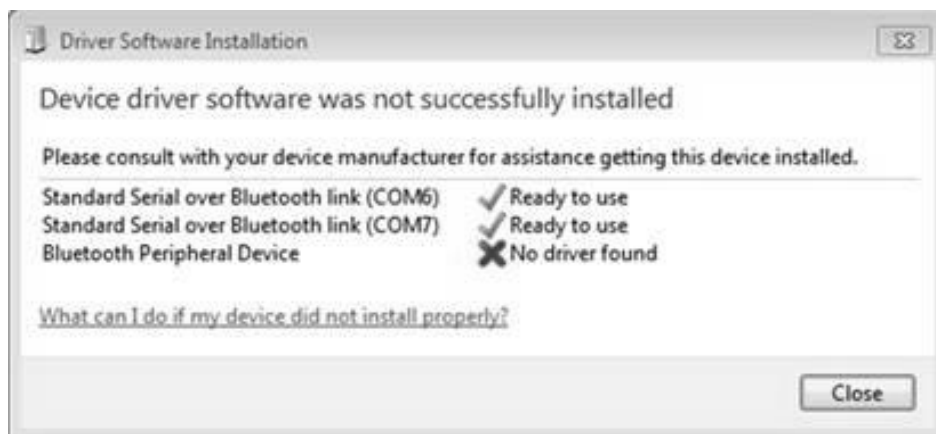 Driver Software Installation
Device driver software was not successfully installed
Please consult with your device manufacturer for assistance getting this device installed.
Standard Serial over Bluetooth link (COM6) Ready to use
Standard Serial over Bluetooth link (COM7) Ready to use
Bluetooth Peripheral Device No driver found
What can I do if my device did not install properly?
Close